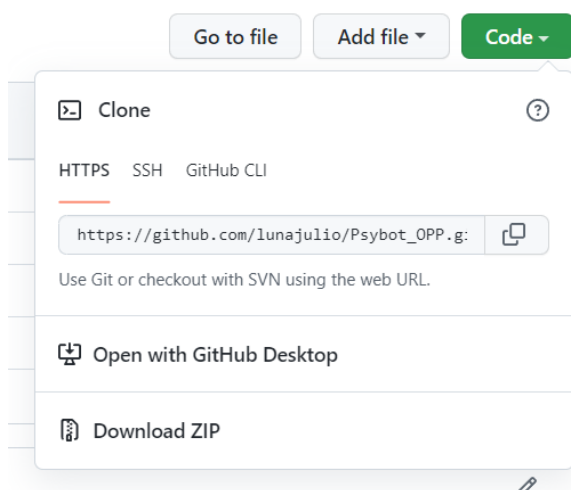 Go to file Add file Code
Clone
HTTPS SSH GitHub CLI
https://github.com/lunajulio/Psybot_OPP.g
Use Git or checkout with SVN using the web URL.
Open with GitHub Desktop
Download ZIP